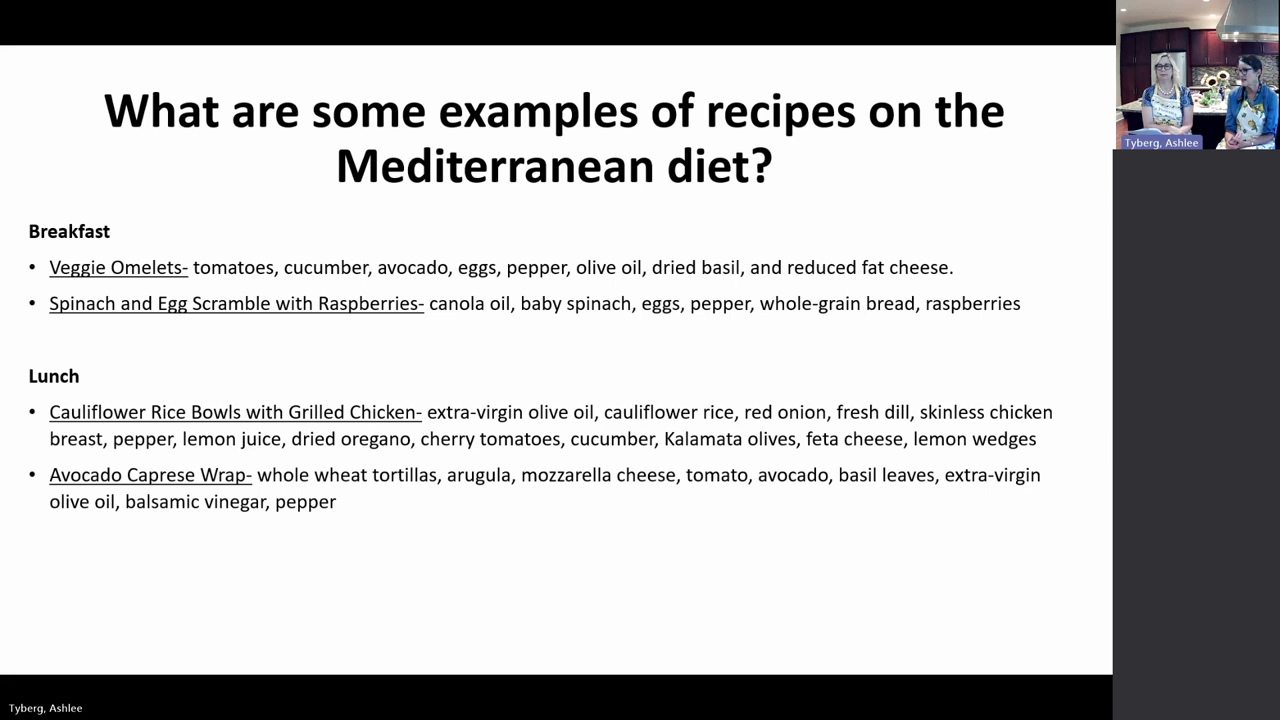 What are some examples of recipes on the
Mediterranean diet?
Breakfast
• Veggie Omelets- tomatoes, cucumber, avocado, eggs, pepper, olive oil, dried basil, and reduced fat cheese.
• Spinach and Egg Scramble with Raspberries- canola oil, baby spinach, eggs, pepper, whole-grain bread, raspberries
Lunch
• Cauliflower Rice Bowls with Grilled Chicken- extra-virgin olive oil, cauliflower rice, red onion, fresh dill, skinless chicken
breast, pepper, lemon juice, dried oregano, cherry tomatoes, cucumber, Kalamata olives, feta cheese, lemon wedges
• Avocado Caprese Wrap- whole wheat tortillas, arugula, mozzarella cheese, tomato, avocado, basil leaves, extra-virgin
olive oil, balsamic vinegar, pepper
Tyberg, Ashlee
Tyberg, Ashlee